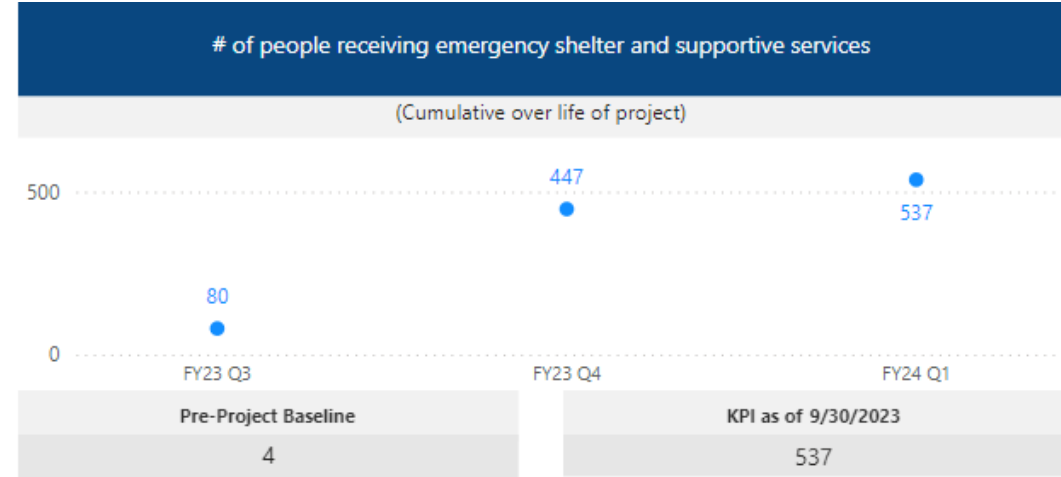 # of people receiving emergency shelter and supportive services
(Cumulative over life of project)
500
447
537
80
0
FY23 Q3 FY23 Q4 FY24 Q1
Pre-Project Baseline KPI as of 9/30/2023
4 537